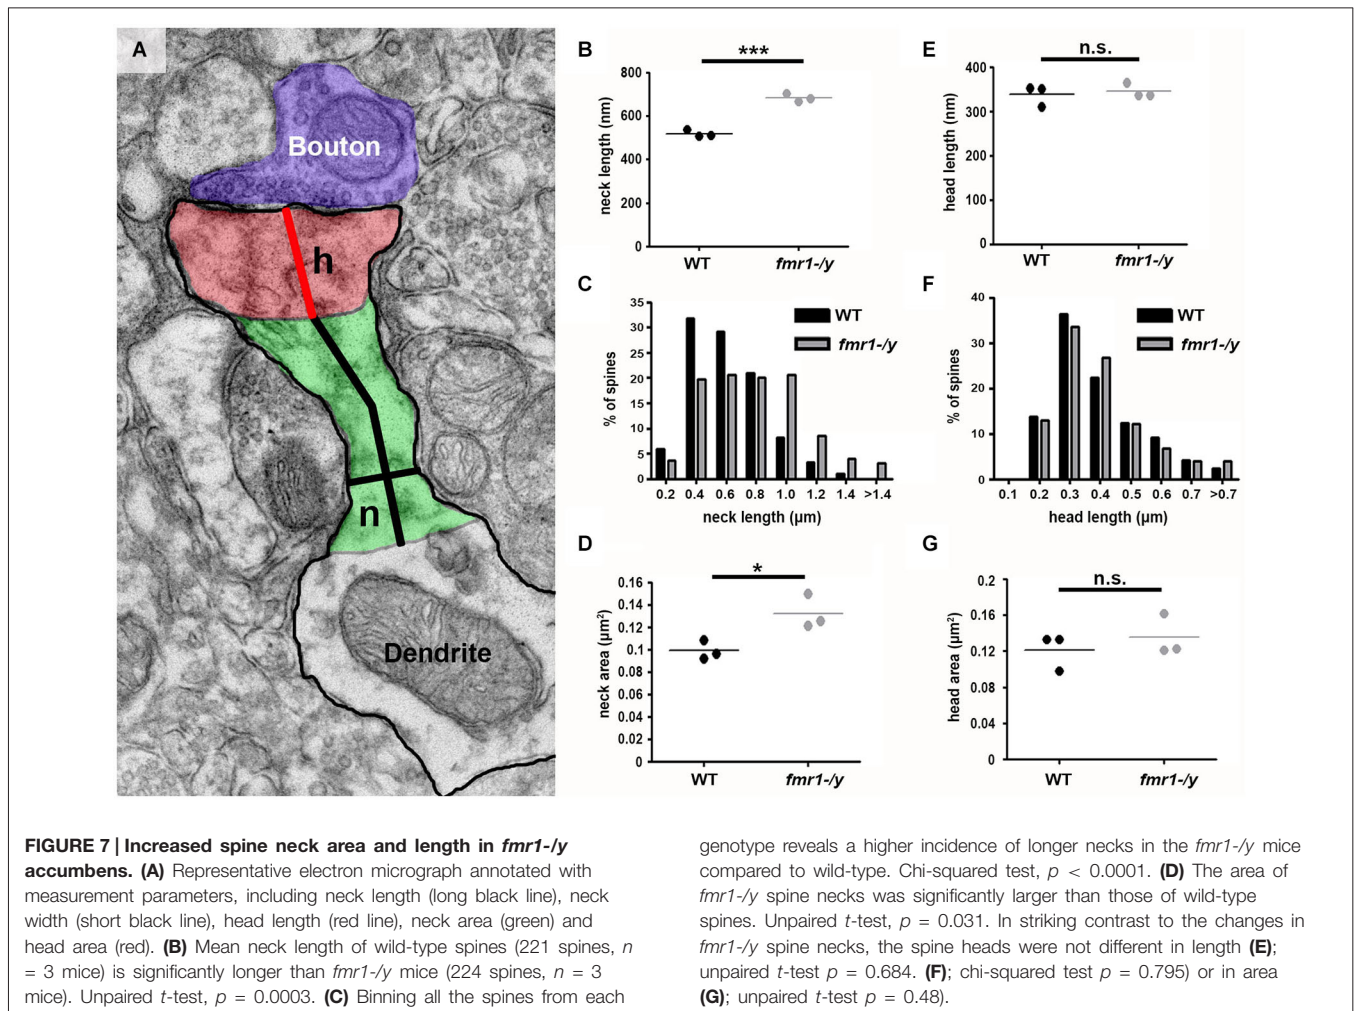 A
Bouton
h
n
Dendrite
B
***
neck length (nm)
800
600
400
200
0
WT
fmr1-/y
E
n.s.
head length (nm)
400
300
200
100
0
WT
fmr1-/y
C
% of spines
35
30
25
20
15
10
5
0
WT
fmr1-/y
0.2 0.4 0.6 0.8 1.0 1.2 1.4 >1.4
neck length (µm)
F
% of spines
40
30
20
10
0
WT
fmr1-/y
0.1 0.2 0.3 0.4 0.5 0.6 0.7 >0.7
head length (µm)
D
*
neck area (µm²)
0.16
0.14
0.12
0.1
0.08
0.06
0.04
0.02
0
WT
fmr1-/y
G
n.s.
head area (µm²)
0.2
0.16
0.12
0.08
0.04
0
WT
fmr1-/y
FIGURE 7 | Increased spine neck area and length in fmr1-/y
accumbens. (A) Representative electron micrograph annotated with
measurement parameters, including neck length (long black line), neck
width (short black line), head length (red line), neck area (green) and
head area (red). (B) Mean neck length of wild-type spines (221 spines, n
= 3 mice) is significantly longer than fmr1-/y mice (224 spines, n = 3
mice). Unpaired t-test, p = 0.0003. (C) Binning all the spines from each
genotype reveals a higher incidence of longer necks in the fmr1-/y mice
compared to wild-type. Chi-squared test, p < 0.0001. (D) The area of
fmr1-/y spine necks was significantly larger than those of wild-type
spines. Unpaired t-test, p = 0.031. In striking contrast to the changes in
fmr1-/y spine necks, the spine heads were not different in length (E);
unpaired t-test p = 0.684. (F); chi-squared test p = 0.795) or in area
(G); unpaired t-test p = 0.48).